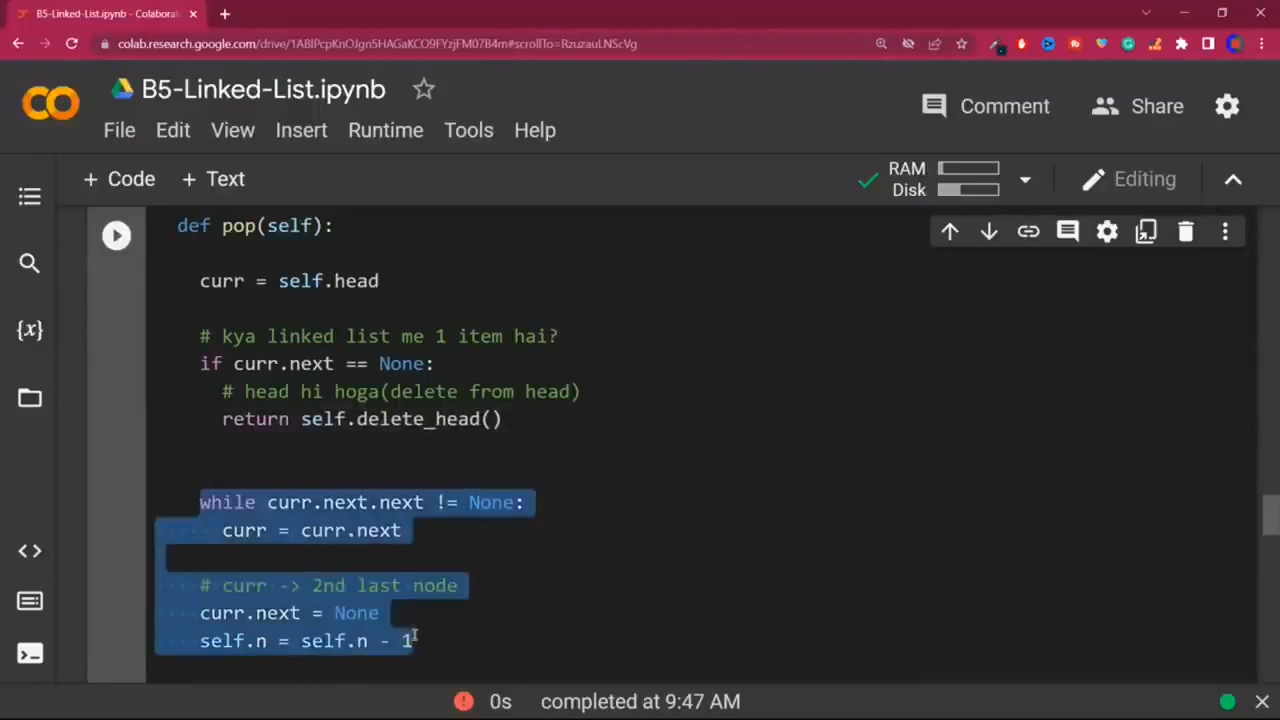 B5-Linked-List.ipynb - Colaborat
colab.research.google.com/drive/1ABlPcpKnOJgn5HAGaKCO9FYzjFM07B4m#scrollTo=RzuzauLNScVg
B5-Linked-List.ipynb
Comment
Share
File Edit View Insert Runtime Tools Help
+ Code + Text
RAM
Disk
Editing
def pop(self):
curr = self.head
# kya linked list me 1 item hai?
if curr.next == None:
# head hi hoga(delete from head)
return self.delete_head()
while curr.next.next != None:
curr = curr.next
# curr -> 2nd last node
curr.next = None
self.n = self.n - 1
0s completed at 9:47 AM